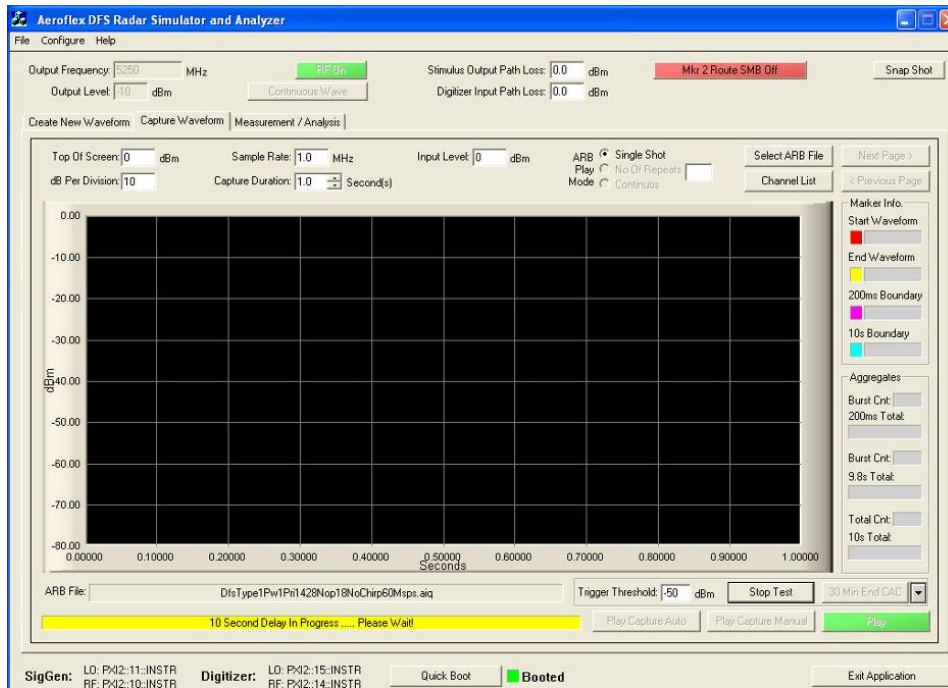 Aeroflex DFS Radar Simulator and Analyzer
File Configure Help
Output Frequency: 5250 MHz RF On Stimulus Output Path Loss: 0.0 dBm Mkr 2 Route SMB Off Snap Shot
Output Level: -10 dBm Continuous Wave Digitizer Input Path Loss: 0.0 dBm
Create New Waveform Capture Waveform Measurement / Analysis
Top Of Screen: 0 dBm Sample Rate: 1.0 MHz Input Level: 0 dBm ARB Play Mode Single Shot Select ARB File Next Page >
No Of Repeats
dB Per Division: 10 Capture Duration: 1.0 Second(s) Continuos Channel List < Previous Page
Marker Info.
Start Waveform
End Waveform
200ms Boundary
10s Boundary
Aggregates
Burst Cnt:
200ms Total:
Burst Cnt:
9.8s Total:
Total Cnt:
10s Total:
0.00
-10.00
-20.00
-30.00
-40.00
-50.00
-60.00
-70.00
-80.00
dBm
0.00000 0.10000 0.20000 0.30000 0.40000 0.50000 0.60000 0.70000 0.80000 0.90000 1.00000
Seconds
ARB File: DfsType1Pw1Pri1428Nop18NoChirp60Msps.aiq Trigger Threshold: -50 dBm Stop Test 30 Min End CAC
10 Second Delay In Progress ..... Please Wait! Play Capture Auto Play Capture Manual Play
SigGen: LO: PXI2::11::INSTR Digitizer: LO: PXI2::15::INSTR Quick Boot Booted Exit Application
RF: PXI2::10::INSTR RF: PXI2::14::INSTR